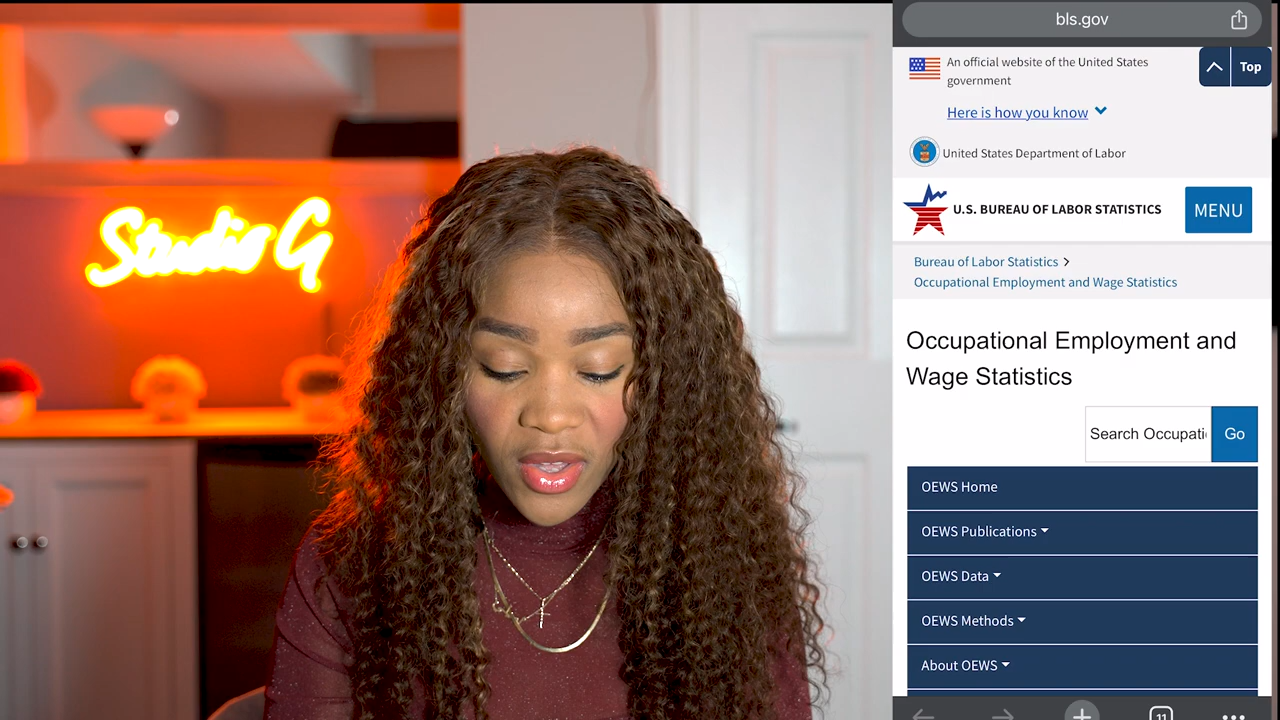 Studio G
bls.gov
An official website of the United States
government
Top
Here is how you know
United States Department of Labor
U.S. BUREAU OF LABOR STATISTICS
MENU
Bureau of Labor Statistics >
Occupational Employment and Wage Statistics
Occupational Employment and
Wage Statistics
Search Occupati
Go
OEWS Home
OEWS Publications
OEWS Data
OEWS Methods
About OEWS
11